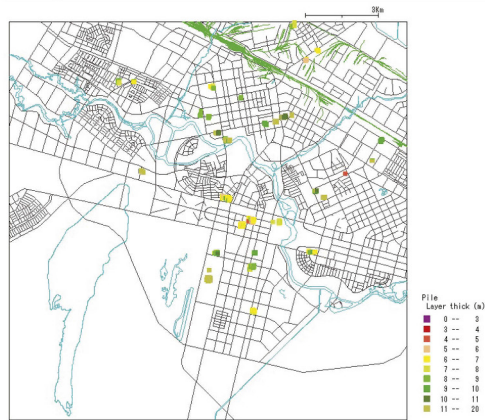 3Km
Pile
Layer thick (m)
0 -- 3
3 -- 4
4 -- 5
5 -- 6
6 -- 7
7 -- 8
8 -- 9
9 -- 10
10 -- 11
11 -- 20